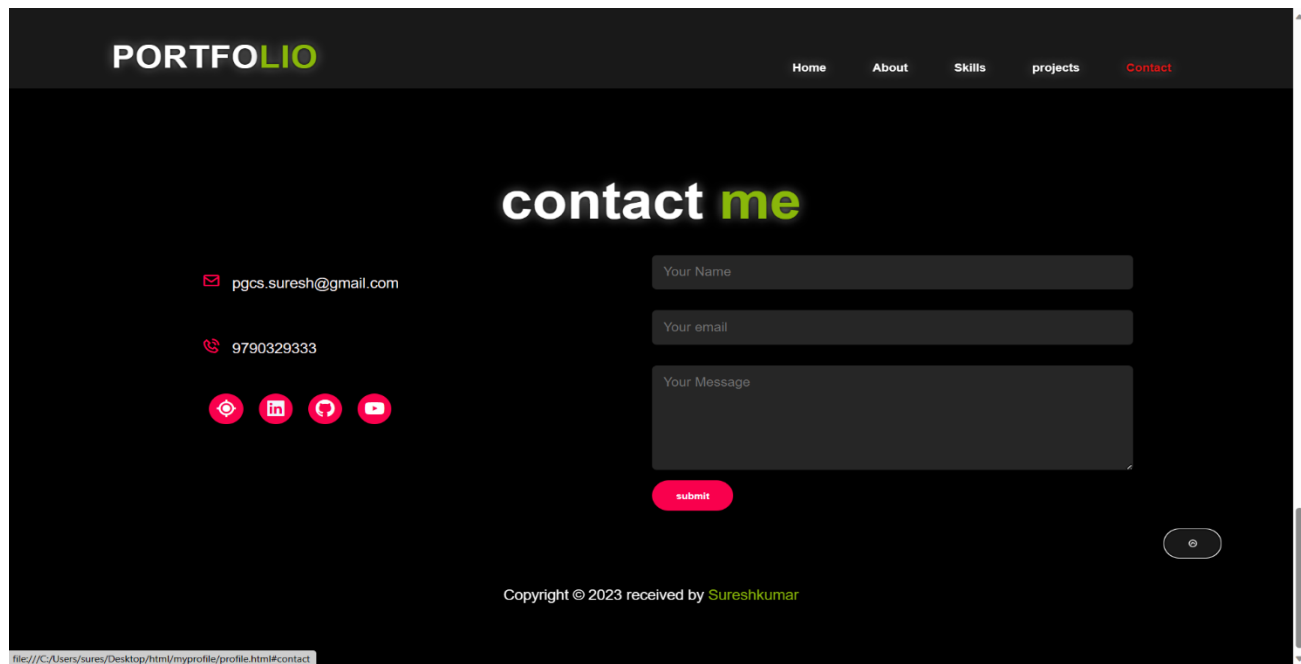 PORTFOLIO
Home About Skills projects Contact
contact me
pgcs.suresh@gmail.com
9790329333
Your Name
Your email
Your Message
submit
Copyright © 2023 received by Sureshkumar
file:///C:/Users/sures/Desktop/html/myprofile/profile.html#contact